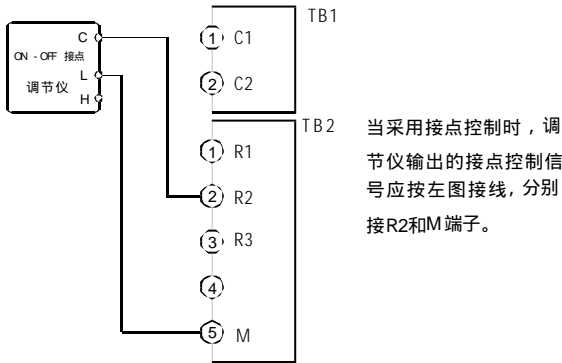 TB1
C
ON - OFF 接点
L
调节仪
H
1 C1
2 C2
TB2
1 R1
2 R2
3 R3
4
5 M
当采用接点控制时，调
节仪输出的接点控制信
号应按左图接线，分别
接R2和M端子。